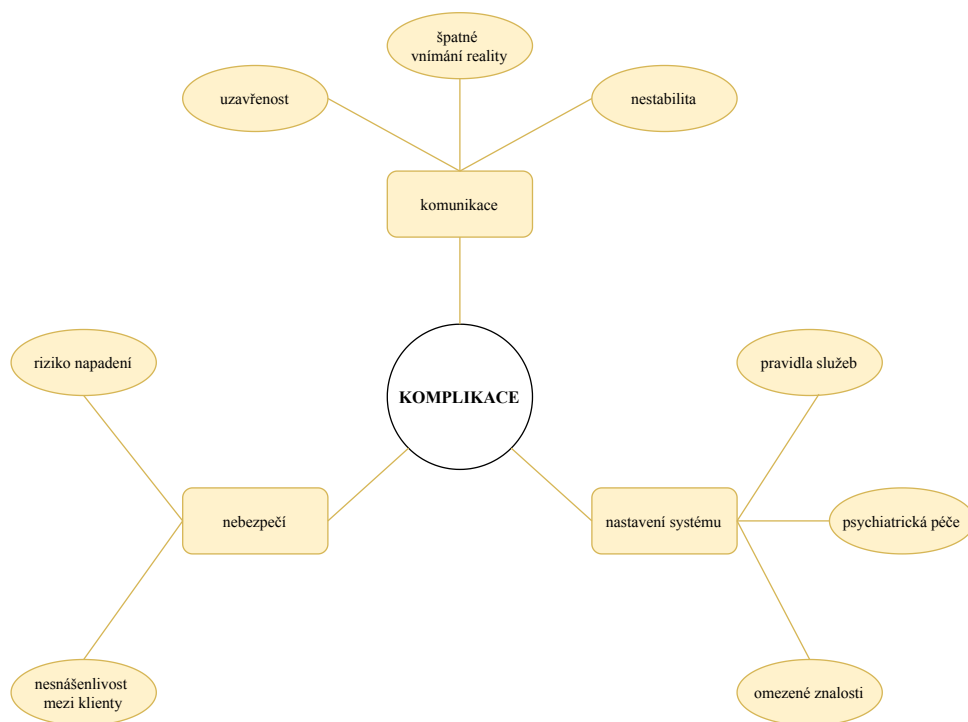 špatné
vnímání reality
uzavřenost
nestabilita
komunikace
riziko napadení
pravidla služeb
KOMPLIKACE
nebezpečí
nastavení systému
psychiatrická péče
nesnášenlivost
mezi klienty
omezené znalosti